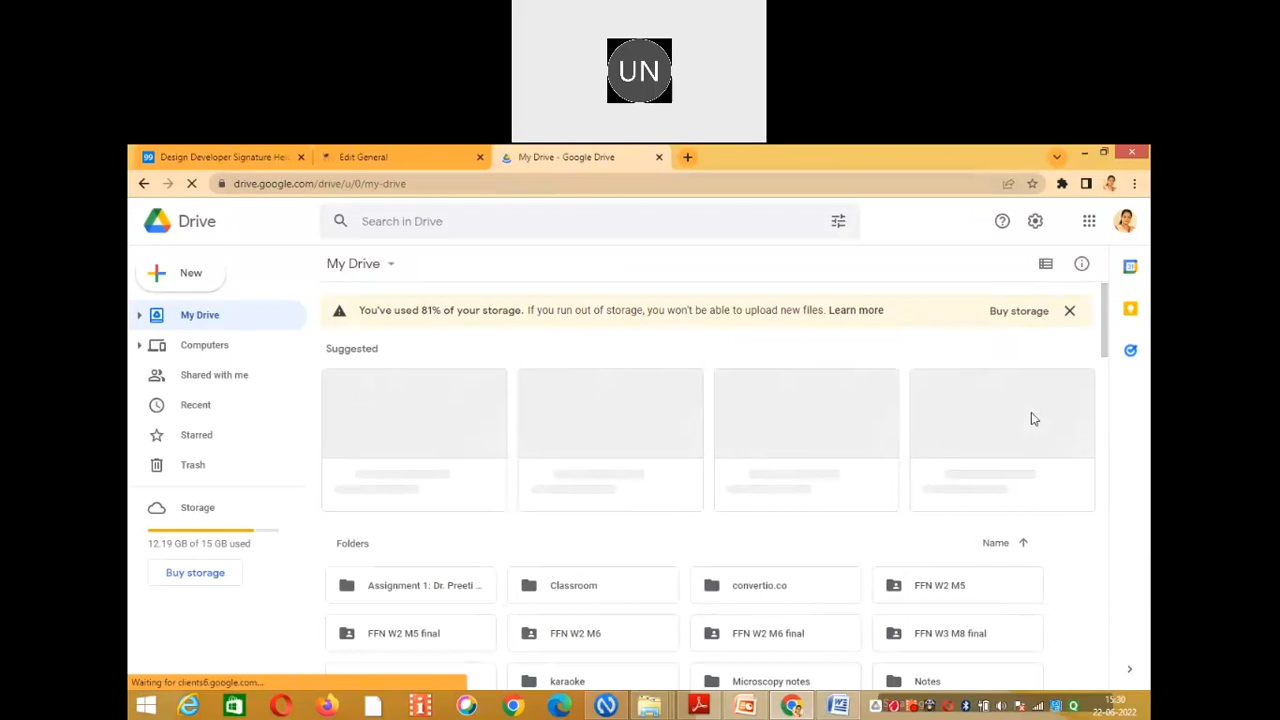 UN
Design Developer Signature He
Edit General
My Drive - Google Drive
drive.google.com/drive/u/0/my-drive
Drive
Search in Drive
New
My Drive
You've used 81% of your storage. If you run out of storage, you won't be able to upload new files. Learn more
Buy storage
My Drive
Suggested
Computers
Shared with me
Recent
Starred
Trash
Storage
12.19 GB of 15 GB used
Buy storage
Folders
Name
Assignment 1: Dr. Preeti ...
Classroom
convertio.co
FFN W2 M5
FFN W2 M5 final
FFN W2 M6
FFN W2 M6 final
FFN W3 M8 final
karaoke
Microscopy notes
Notes
Waiting for clients6.google.com...
15:30
22-06-2022